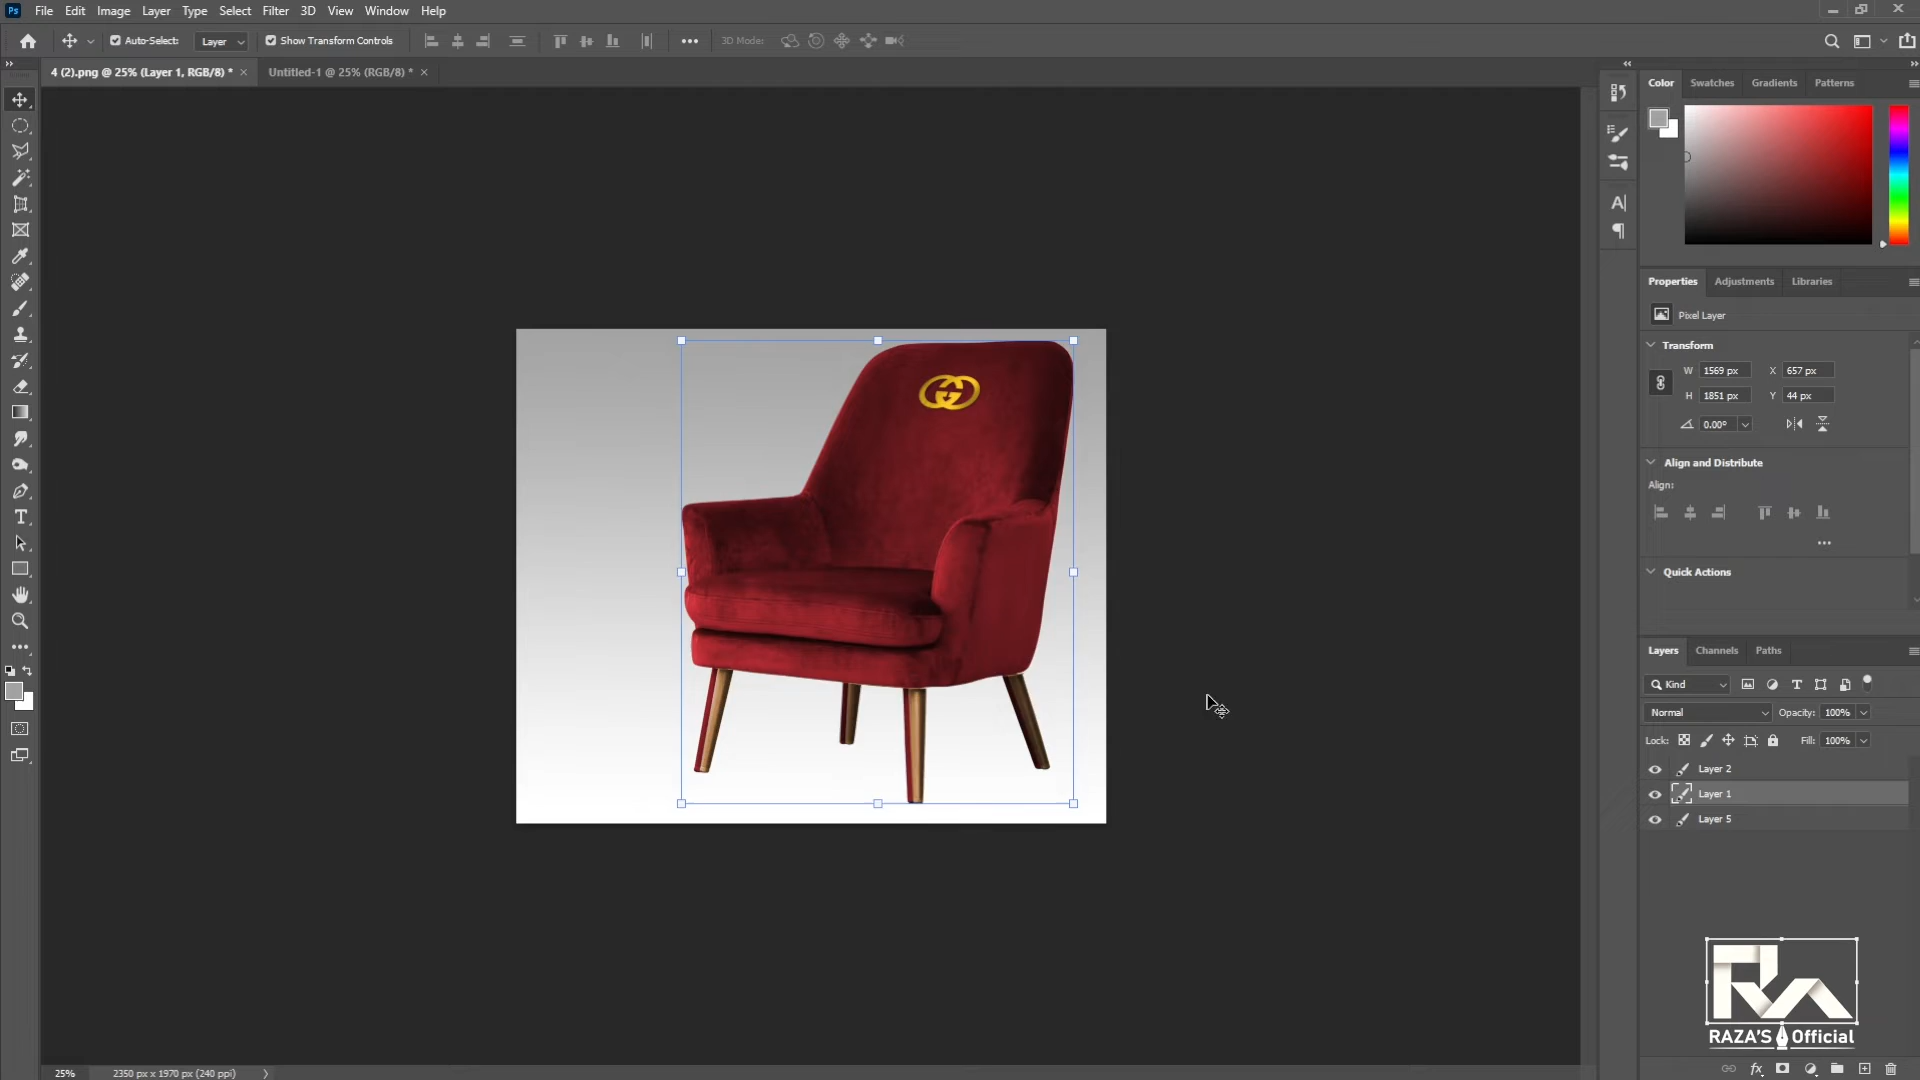 Ps File Edit Image Layer Type Select Filter 3D View Window Help
Auto-Select: Layer Show Transform Controls 3D Mode:
4 (2).png @ 25% (Layer 1, RGB/8) * Untitled-1 @ 25% (RGB/8) *
Color Swatches Gradients Patterns
Properties Adjustments Libraries
Pixel Layer
Transform
W 1569 px X 657 px
H 1851 px Y 44 px
0.00°
Align and Distribute
Align:
Quick Actions
Layers Channels Paths
Kind
Normal Opacity: 100%
Lock: Fill: 100%
Layer 2
Layer 1
Layer 5
RAZA'S Official
25% 2350 px x 1970 px (240 ppi)